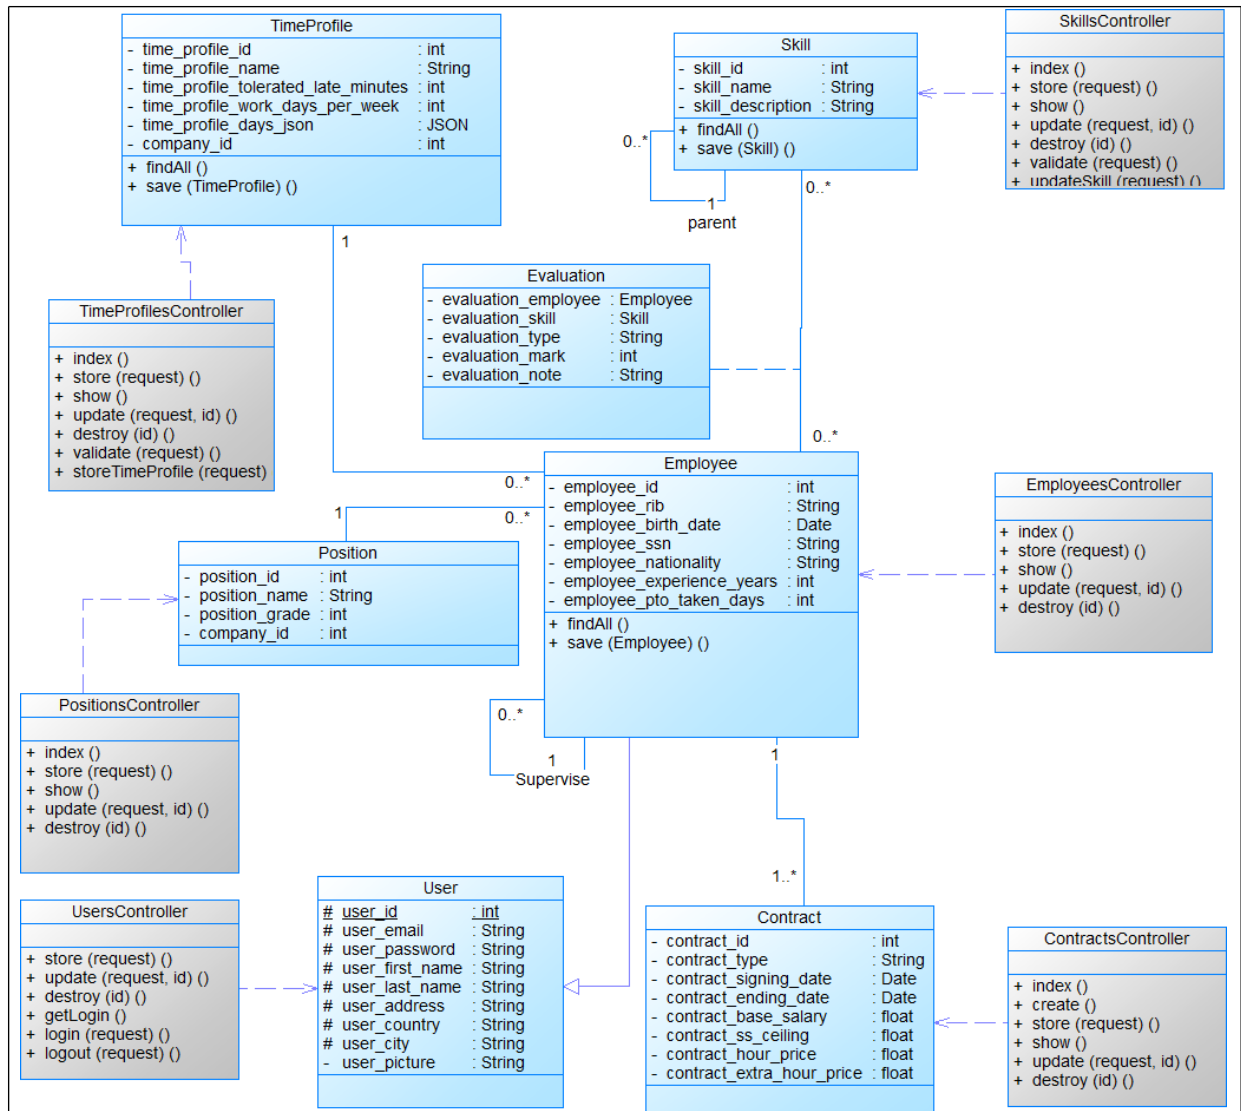 TimeProfile
- time_profile_id : int
- time_profile_name : String
- time_profile_tolerated_late_minutes : int
- time_profile_work_days_per_week : int
- time_profile_days_json : JSON
- company_id : int
+ findAll ()
+ save (TimeProfile) ()
Skill
- skill_id : int
- skill_name : String
- skill_description : String
+ findAll ()
+ save (Skill) ()
0..*
1
parent
0..*
SkillsController
+ index ()
+ store (request) ()
+ show ()
+ update (request, id) ()
+ destroy (id) ()
+ validate (request) ()
+ updateSkill (request) ()
1
Evaluation
- evaluation_employee : Employee
- evaluation_skill : Skill
- evaluation_type : String
- evaluation_mark : int
- evaluation_note : String
TimeProfilesController
+ index ()
+ store (request) ()
+ show ()
+ update (request, id) ()
+ destroy (id) ()
+ validate (request) ()
+ storeTimeProfile (request)
0..*
0..*
1
0..*
Employee
- employee_id : int
- employee_rib : String
- employee_birth_date : Date
- employee_ssn : String
- employee_nationality : String
- employee_experience_years : int
- employee_pto_taken_days : int
+ findAll ()
+ save (Employee) ()
EmployeesController
+ index ()
+ store (request) ()
+ show ()
+ update (request, id) ()
+ destroy (id) ()
Position
- position_id : int
- position_name : String
- position_grade : int
- company_id : int
PositionsController
+ index ()
+ store (request) ()
+ show ()
+ update (request, id) ()
+ destroy (id) ()
0..*
1
Supervise
1
1..*
User
# user_id : int
# user_email : String
# user_password : String
# user_first_name : String
# user_last_name : String
# user_address : String
# user_country : String
# user_city : String
- user_picture : String
UsersController
+ store (request) ()
+ update (request, id) ()
+ destroy (id) ()
+ getLogin ()
+ login (request) ()
+ logout (request) ()
Contract
- contract_id : int
- contract_type : String
- contract_signing_date : Date
- contract_ending_date : Date
- contract_base_salary : float
- contract_ss_ceiling : float
- contract_hour_price : float
- contract_extra_hour_price : float
ContractsController
+ index ()
+ create ()
+ store (request) ()
+ show ()
+ update (request, id) ()
+ destroy (id) ()